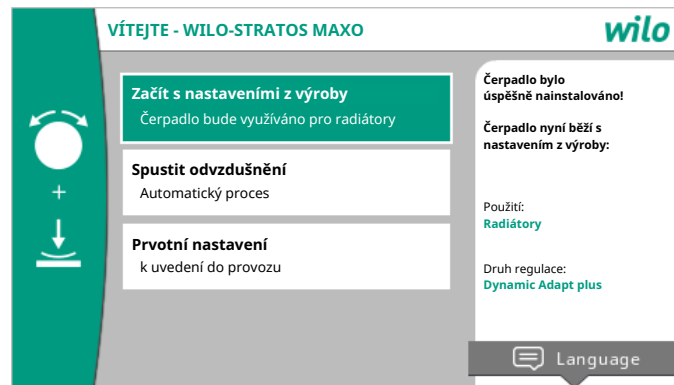 VÍTEJTE - WILO-STRATOS MAXO
wilo
Začít s nastaveními z výroby
Čerpadlo bude využíváno pro radiátory
Spustit odvzdušnění
Automatický proces
Prvotní nastavení
k uvedení do provozu
+
Čerpadlo bylo
úspěšně nainstalováno!
Čerpadlo nyní běží s
nastavením z výroby:
Použití:
Radiátory
Druh regulace:
Dynamic Adapt plus
Language